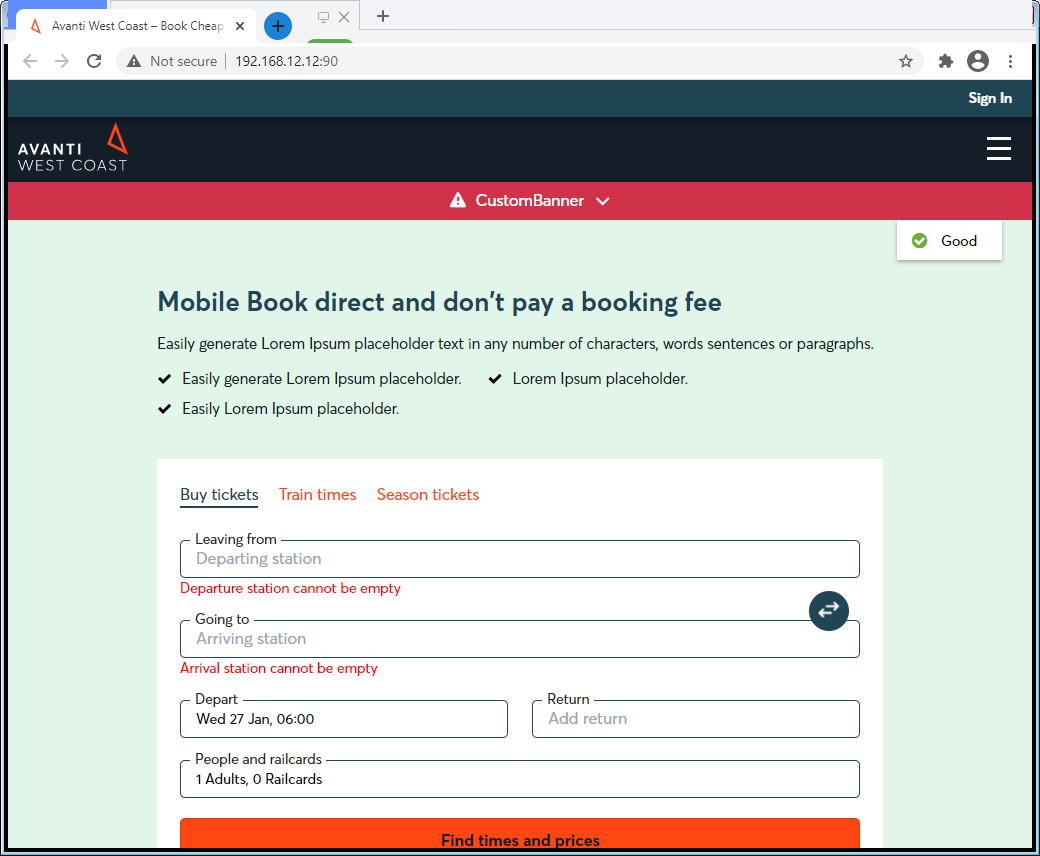 Avanti West Coast – Book Cheap
Not secure 192.168.12.12:90
Sign In
AVANTI
WEST COAST
CustomBanner
Good
Mobile Book direct and don't pay a booking fee
Easily generate Lorem Ipsum placeholder text in any number of characters, words sentences or paragraphs.
Easily generate Lorem Ipsum placeholder. Lorem Ipsum placeholder.
Easily Lorem Ipsum placeholder.
Buy tickets Train times Season tickets
Leaving from
Departing station
Departure station cannot be empty
Going to
Arriving station
Arrival station cannot be empty
Depart Return
Wed 27 Jan, 06:00 Add return
People and railcards
1 Adults, 0 Railcards
Find times and prices